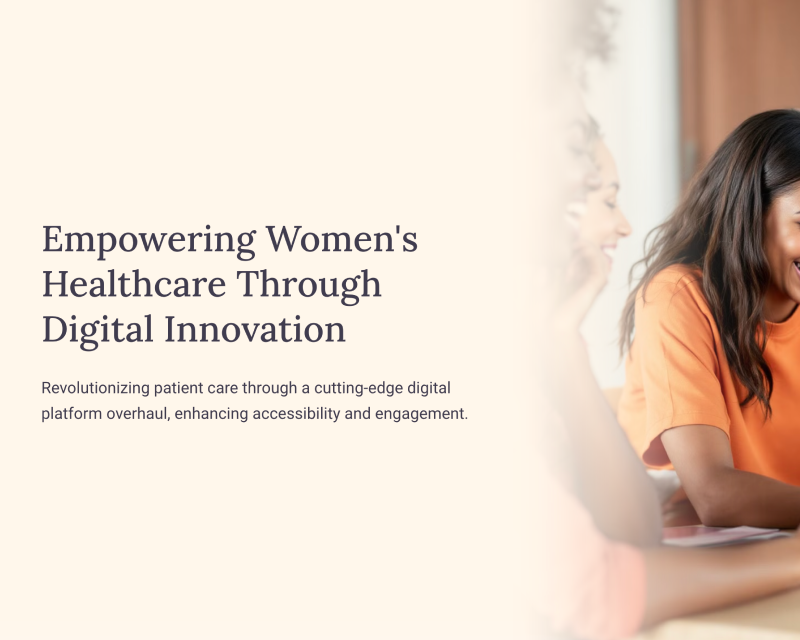 Empowering Women's
Healthcare Through
Digital Innovation
Revolutionizing patient care through a cutting-edge digital
platform overhaul, enhancing accessibility and engagement.